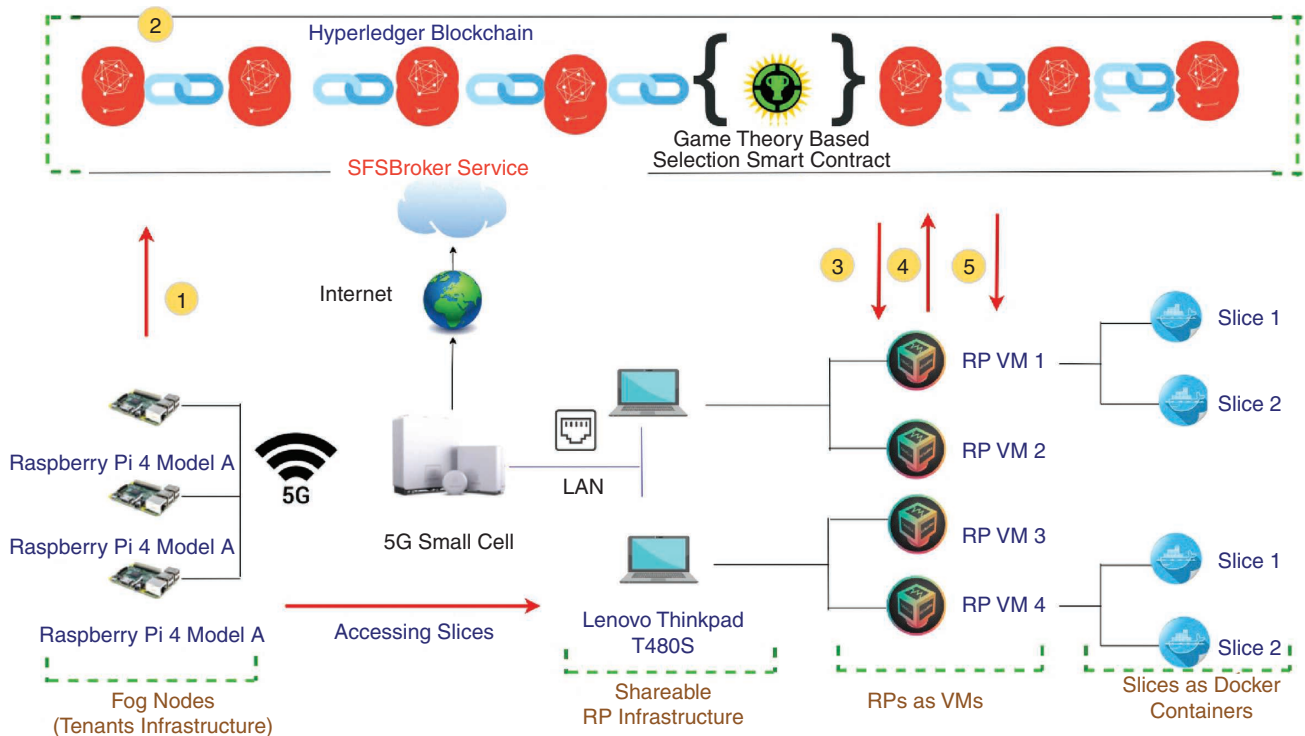 2
Hyperledger Blockchain
{ }
Game Theory Based
Selection Smart Contract
SFSBroker Service
1
Internet
3
4
5
Raspberry Pi 4 Model A
Raspberry Pi 4 Model A
Raspberry Pi 4 Model A
5G
5G Small Cell
LAN
Accessing Slices
Lenovo Thinkpad
T480S
RP VM 1
RP VM 2
RP VM 3
RP VM 4
Slice 1
Slice 2
Slice 1
Slice 2
Fog Nodes
(Tenants Infrastructure)
Shareable
RP Infrastructure
RPs as VMs
Slices as Docker
Containers